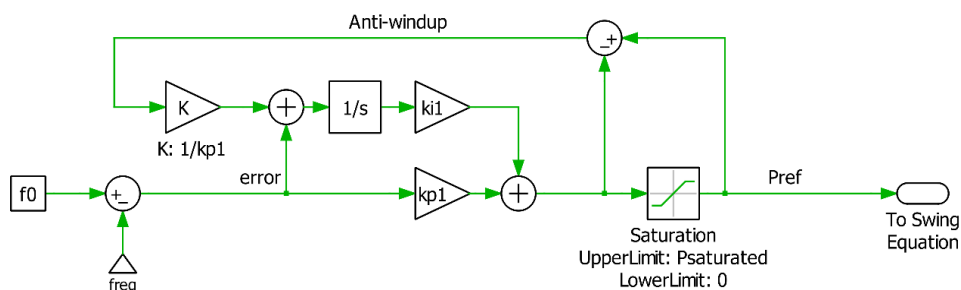 Anti-windup
K
1/s
ki1
K: 1/kp1
f0
error
kp1
Pref
freq
Saturation
UpperLimit: Psaturated
LowerLimit: 0
To Swing
Equation